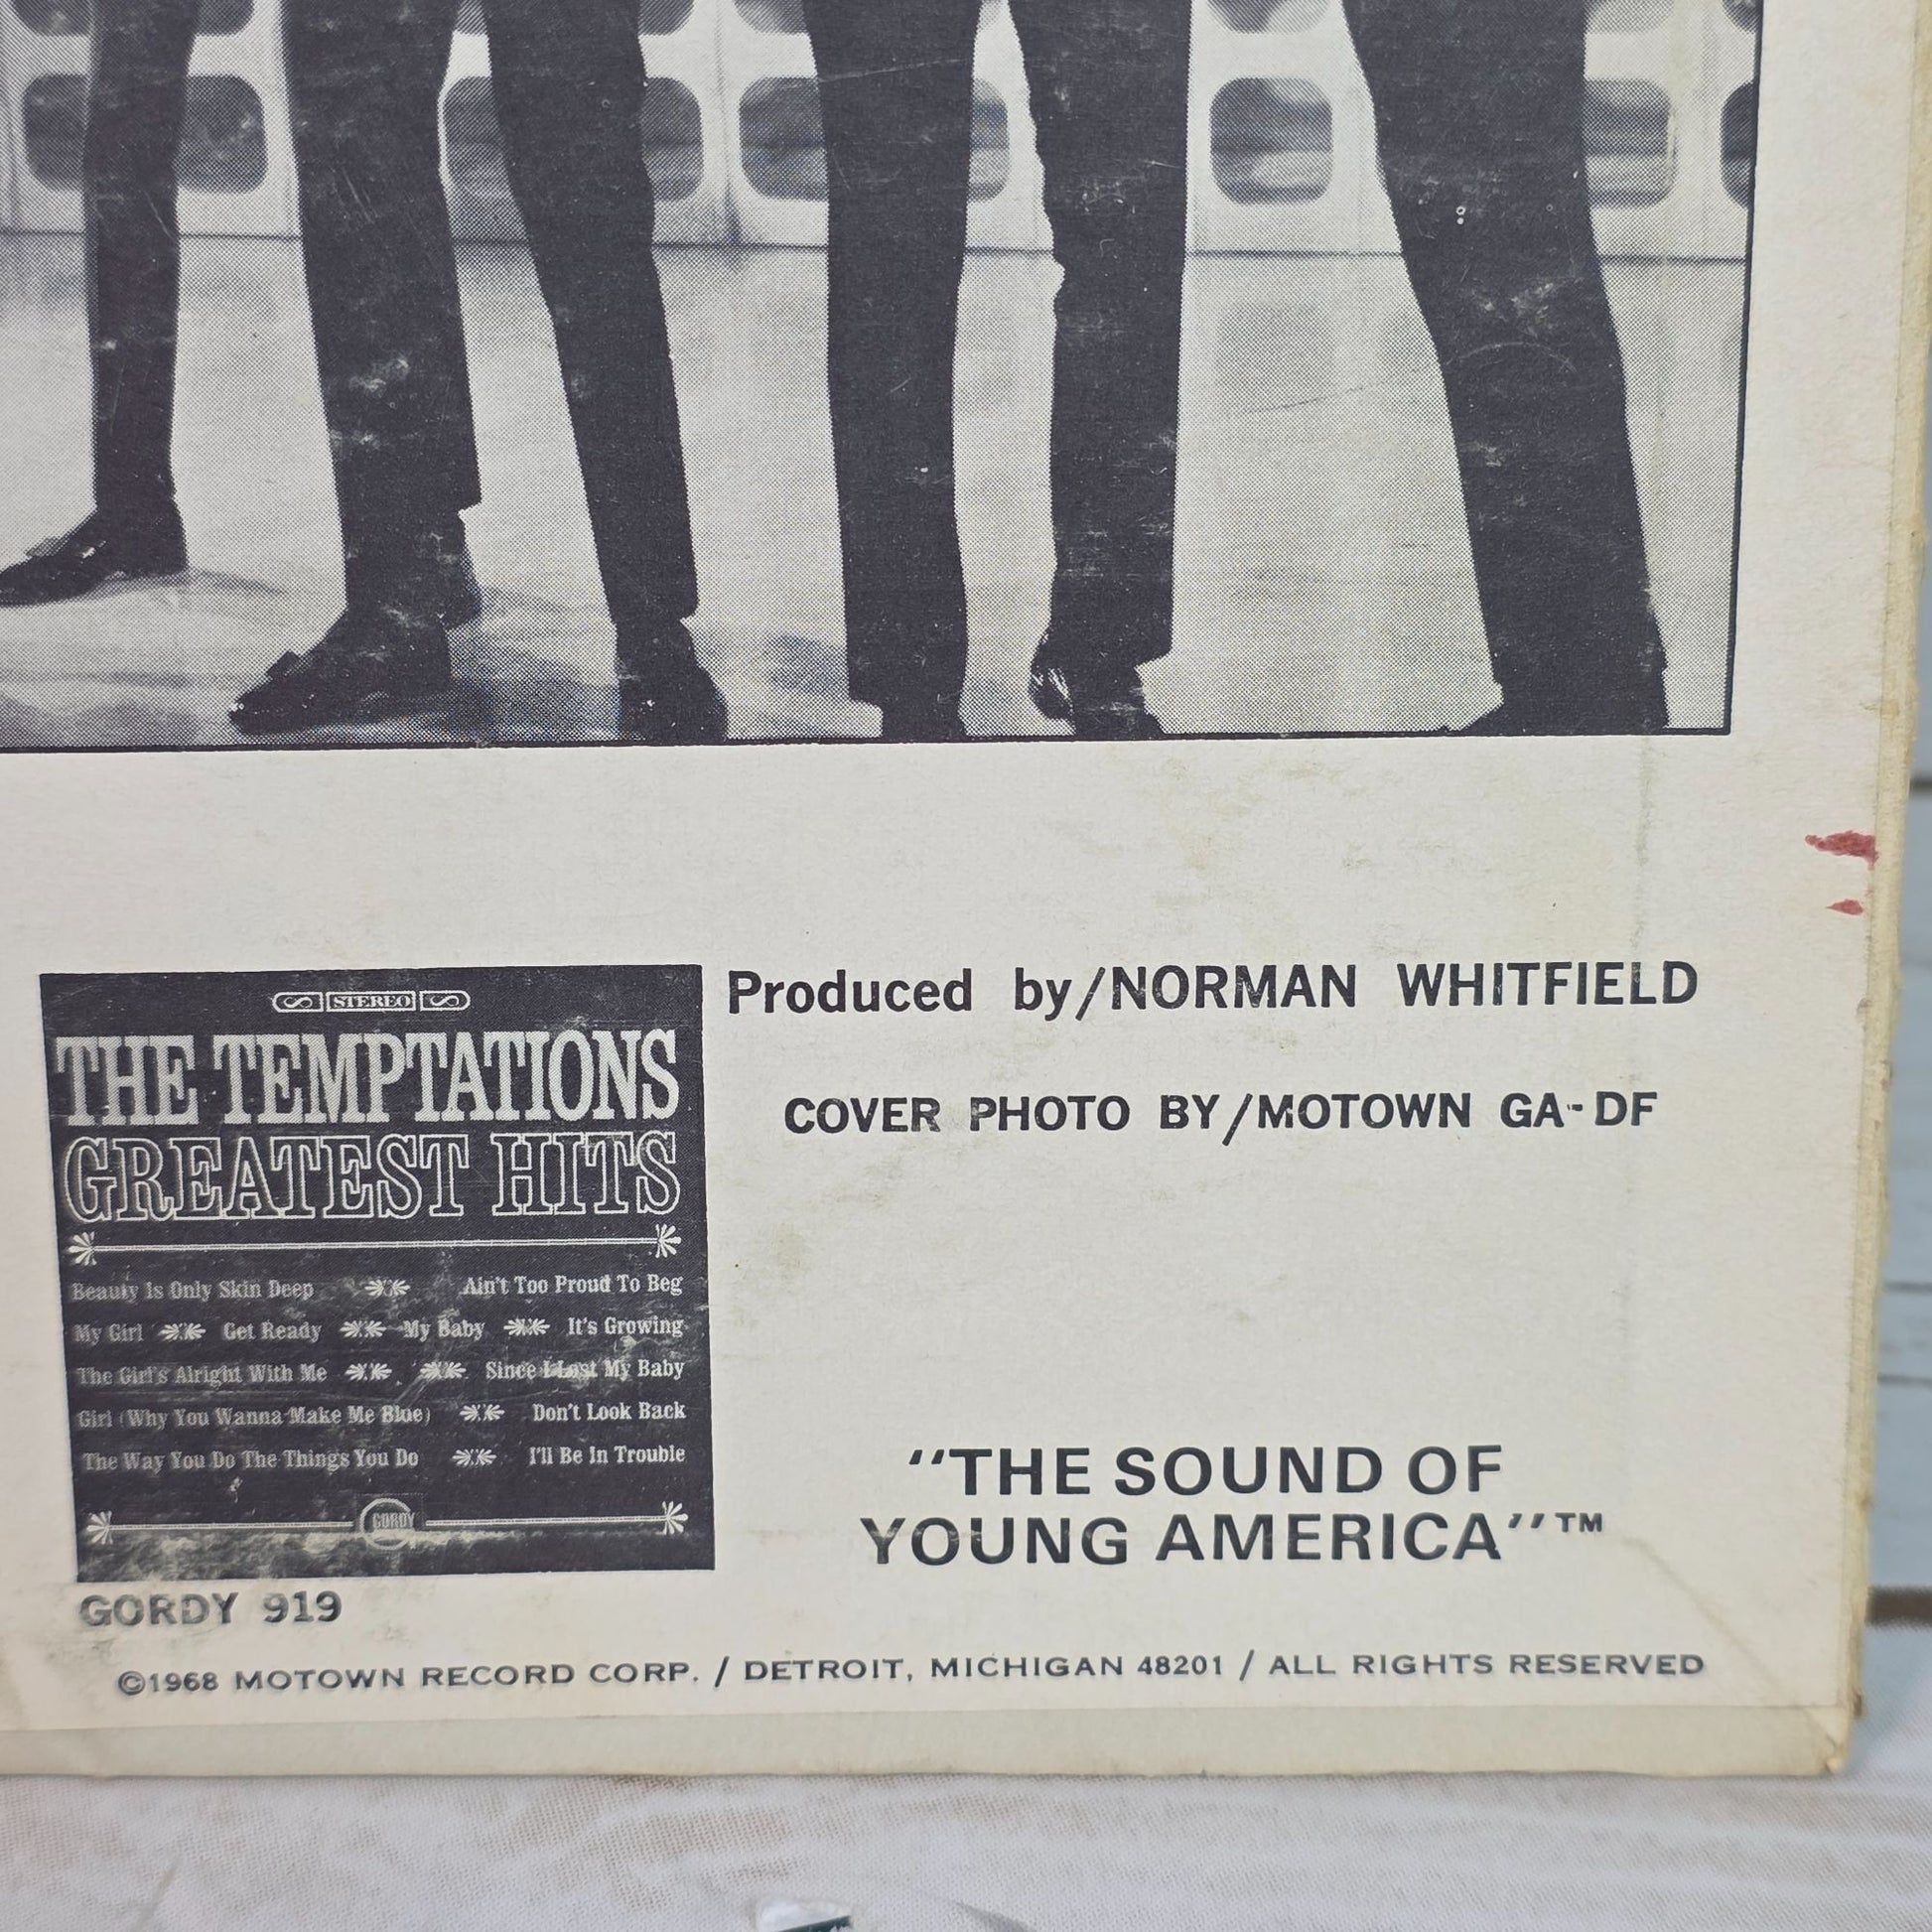 STEREO
THE TEMPTATIONS
GREATEST HITS
Beauty Is Only Skin Deep Ain't Too Proud To Beg
My Girl Get Ready My Baby It's Growing
The Girl's Alright With Me Since I Lost My Baby
Girl (Why You Wanna Make Me Blue) Don't Look Back
The Way You Do The Things You Do I'll Be In Trouble
GORDY
GORDY 919
Produced by/NORMAN WHITFIELD
COVER PHOTO BY/MOTOWN GA-DF
"THE SOUND OF
YOUNG AMERICA"™
©1968 MOTOWN RECORD CORP. / DETROIT, MICHIGAN 48201 / ALL RIGHTS RESERVED